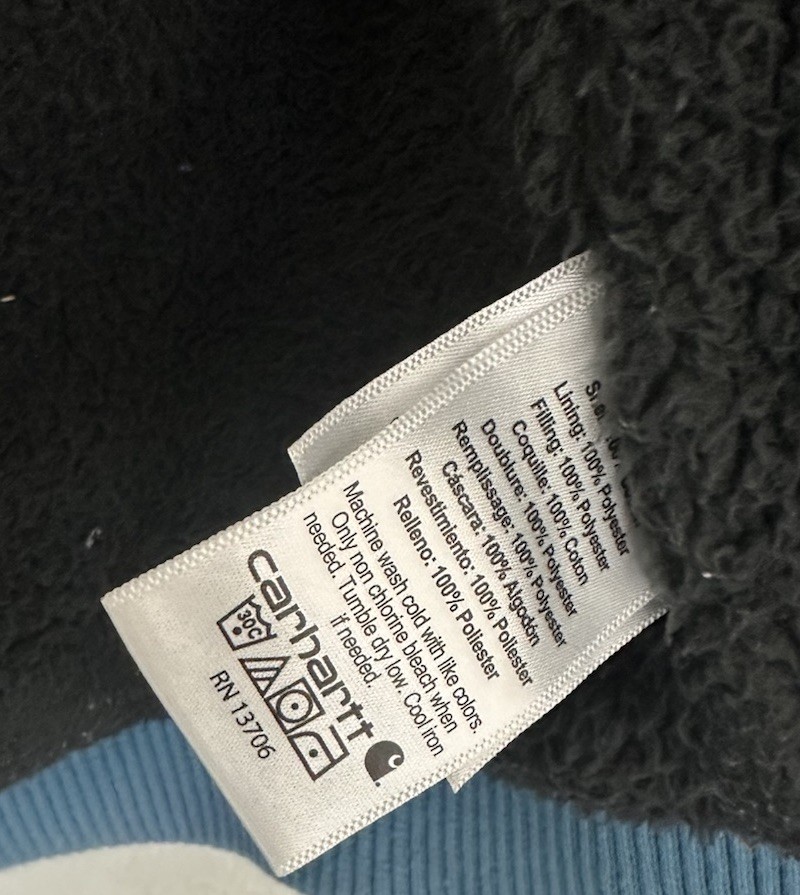 Lining: 100% Polyester
Filling: 100% Polyester
Coquille: 100% Coton
Doublure: 100% Polyester
Remplissage: 100% Polyester
Cáscara: 100% Algodón
Revestimiento: 100% Poliester
Relleno: 100% Poliester
Machine wash cold with like colors.
Only non chlorine bleach when
needed. Tumble dry low. Cool iron
if needed.
carhartt
30C
RN 13706